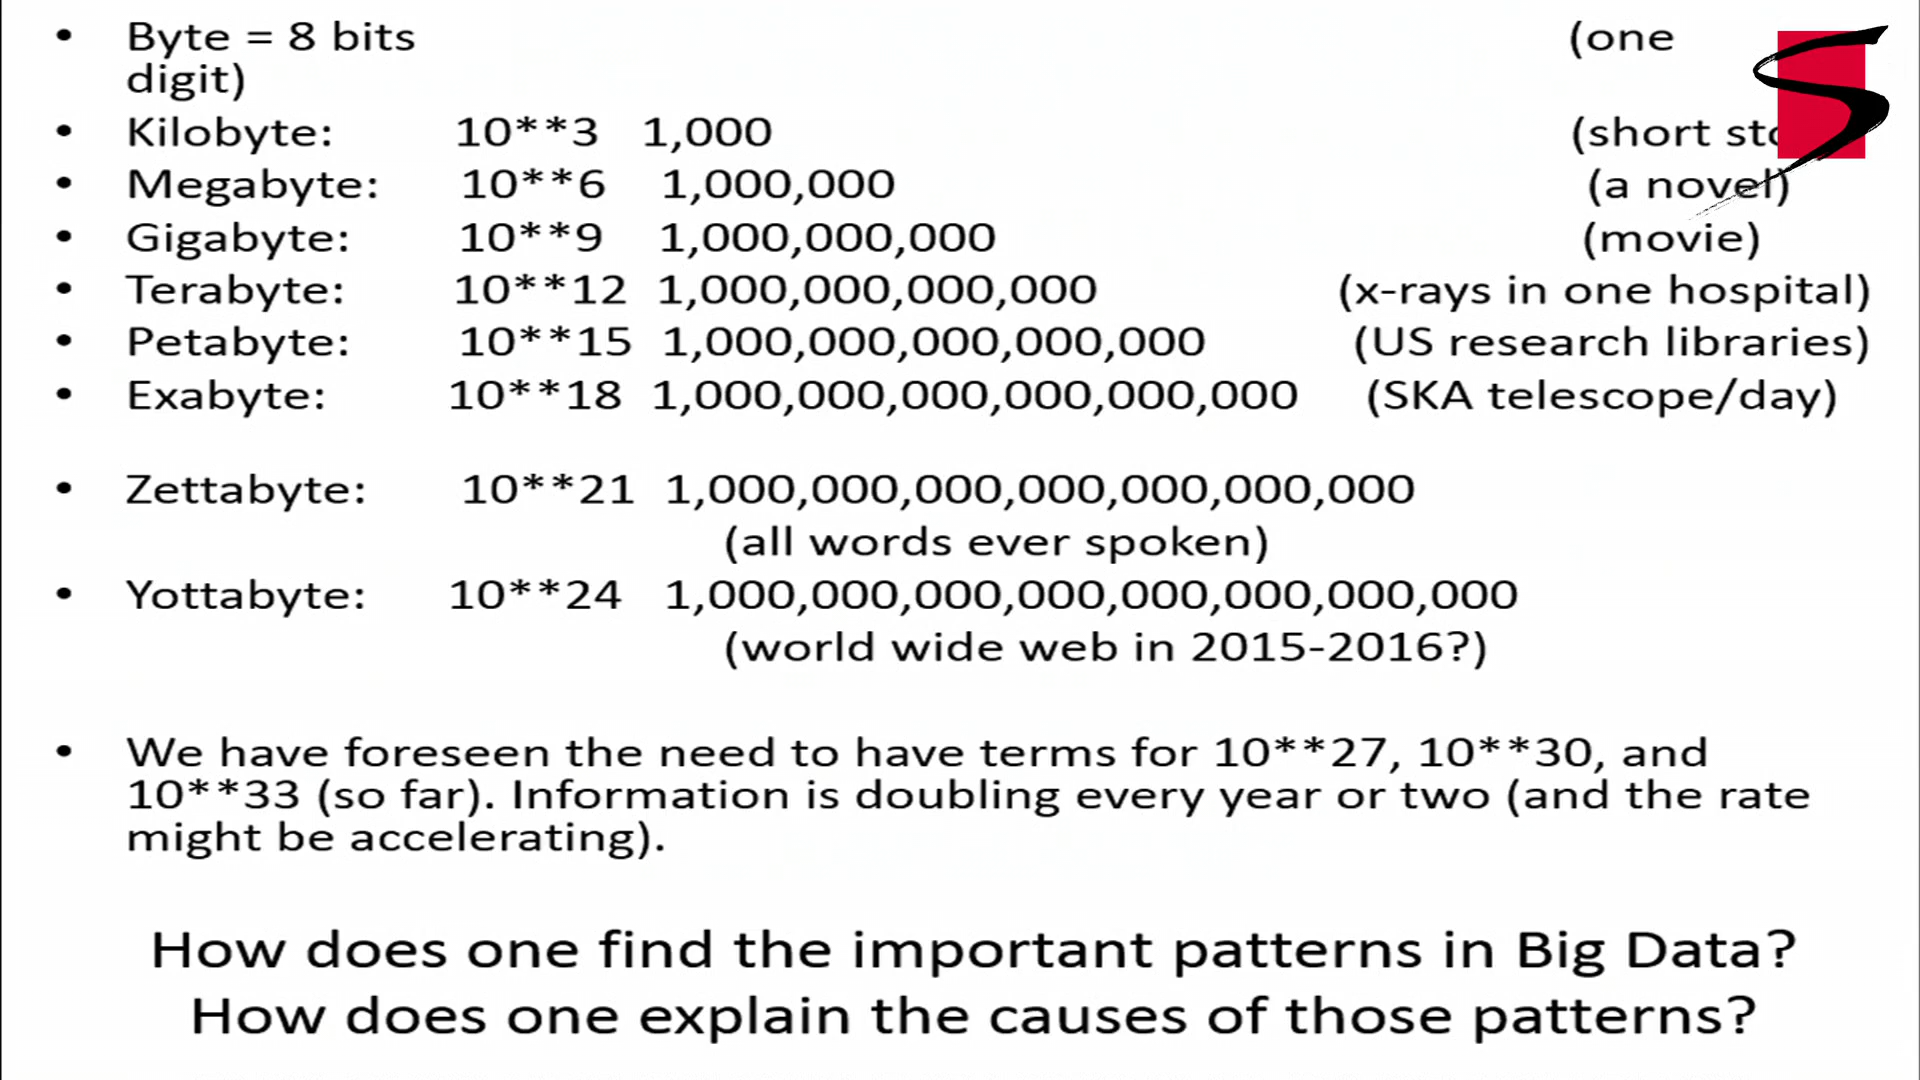 • Byte = 8 bits (one
digit)
• Kilobyte: 10**3 1,000 (short
• Megabyte: 10**6 1,000,000 (a novel)
• Gigabyte: 10**9 1,000,000,000 (movie)
• Terabyte: 10**12 1,000,000,000,000 (x-rays in one hospital)
• Petabyte: 10**15 1,000,000,000,000,000 (US research libraries)
• Exabyte: 10**18 1,000,000,000,000,000,000 (SKA telescope/day)
• Zettabyte: 10**21 1,000,000,000,000,000,000,000
(all words ever spoken)
• Yottabyte: 10**24 1,000,000,000,000,000,000,000,000
(world wide web in 2015-2016?)
• We have foreseen the need to have terms for 10**27, 10**30, and
10**33 (so far). Information is doubling every year or two (and the rate
might be accelerating).
How does one find the important patterns in Big Data?
How does one explain the causes of those patterns?